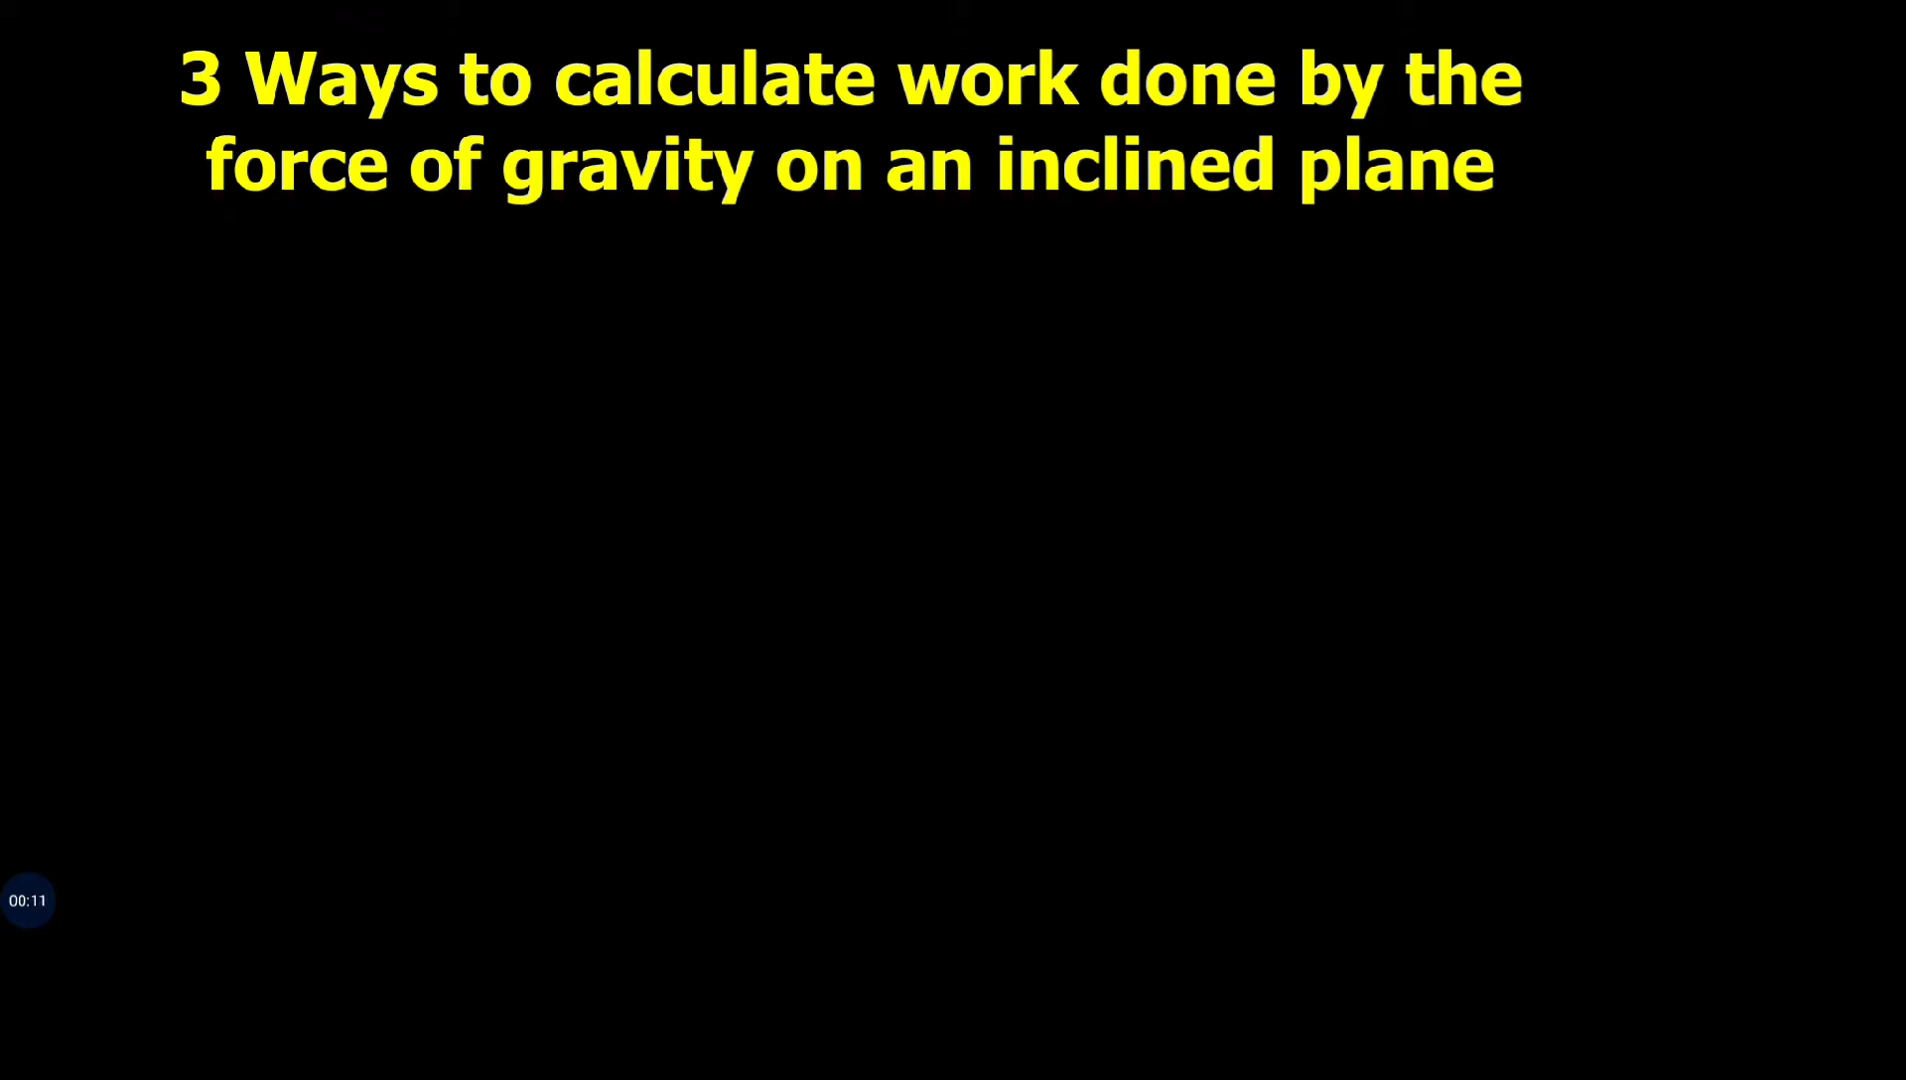 3 Ways to calculate work done by the
force of gravity on an inclined plane
00:11